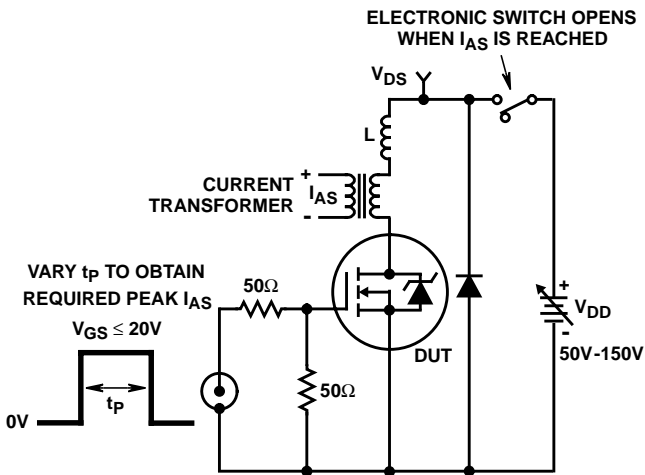 ELECTRONIC SWITCH OPENS
WHEN IAS IS REACHED
VDS
L
+
CURRENT
TRANSFORMER
IAS
-
VARY tP TO OBTAIN
REQUIRED PEAK IAS
50Ω
VGS ≤ 20V
DUT
+
VDD
-
50V-150V
50Ω
tP
0V